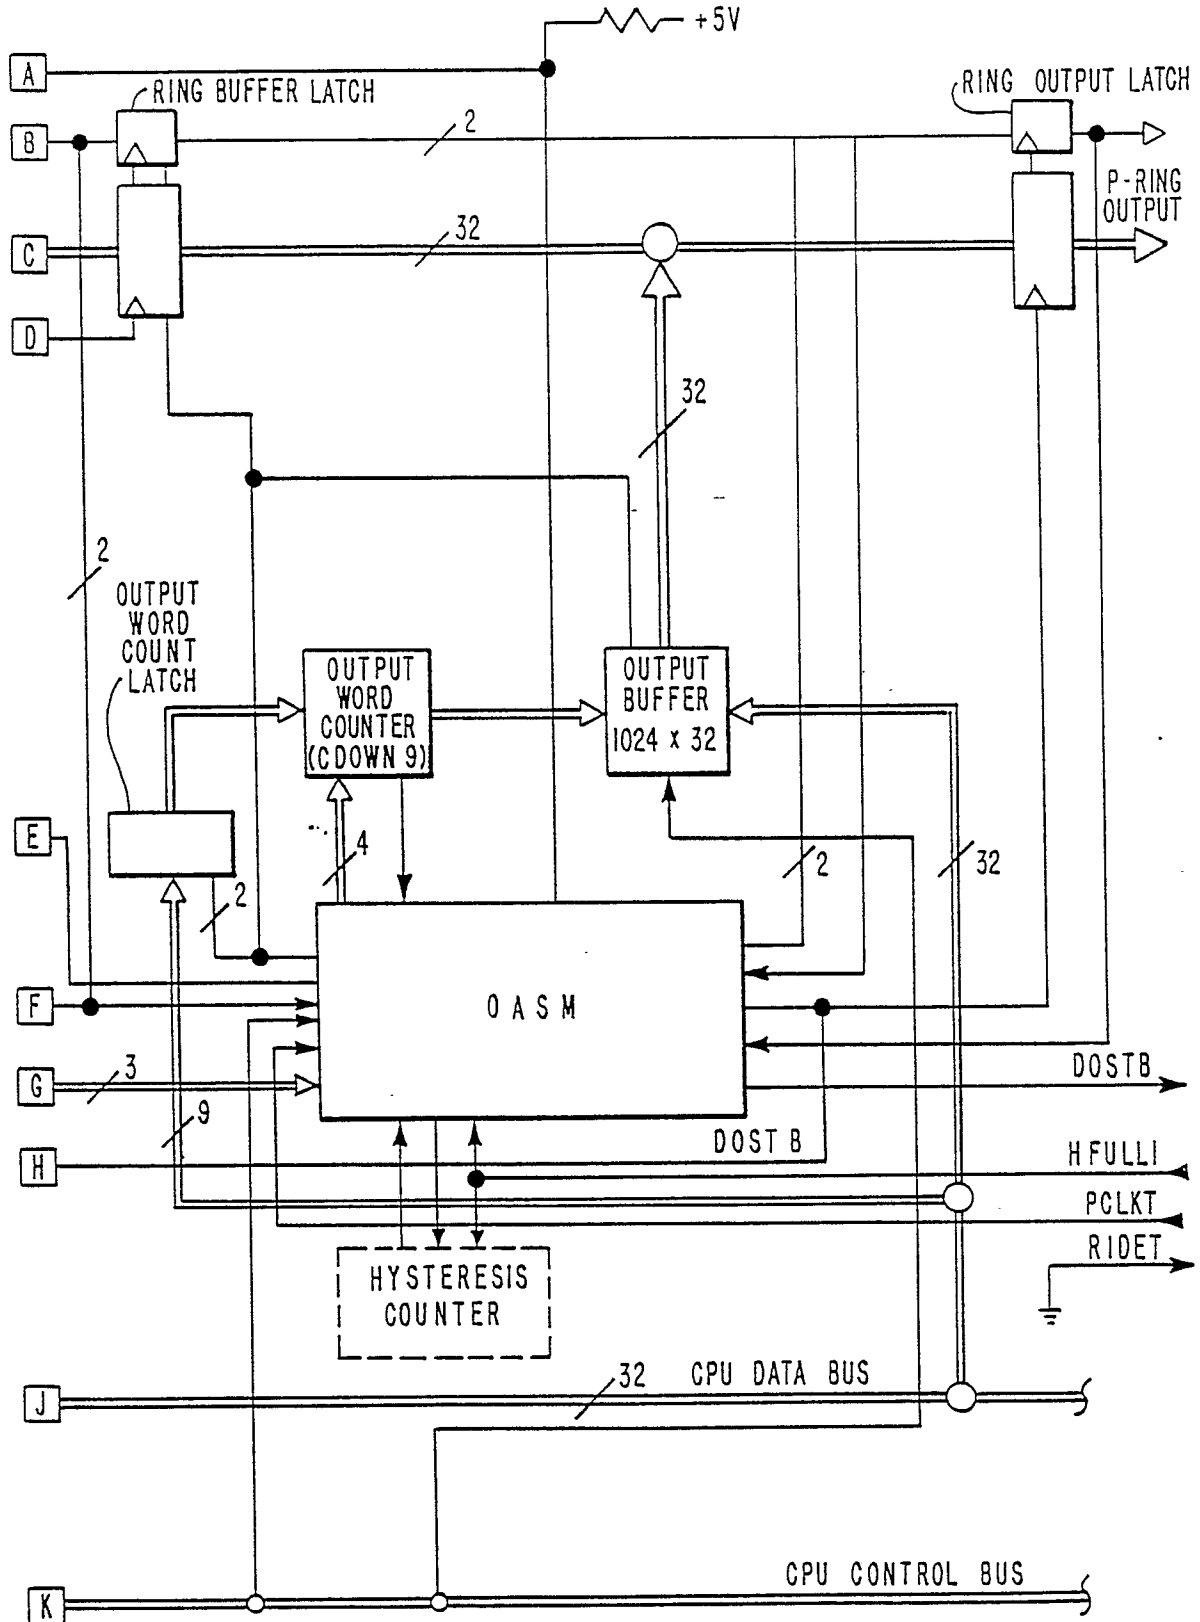 +5V
A
RING BUFFER LATCH
RING OUTPUT LATCH
B
2
P-RING
OUTPUT
C
32
D
32
2
OUTPUT
WORD
COUNT
LATCH
OUTPUT
WORD
COUNTER
(CDOWN 9)
OUTPUT
BUFFER
1024 x 32
E
4
2
32
2
F
OASM
G
3
DOSTB
9
H
DOSTB
HFULLI
PCLKT
RIDET
HYSTERESIS
COUNTER
J
32
CPU DATA BUS
K
CPU CONTROL BUS